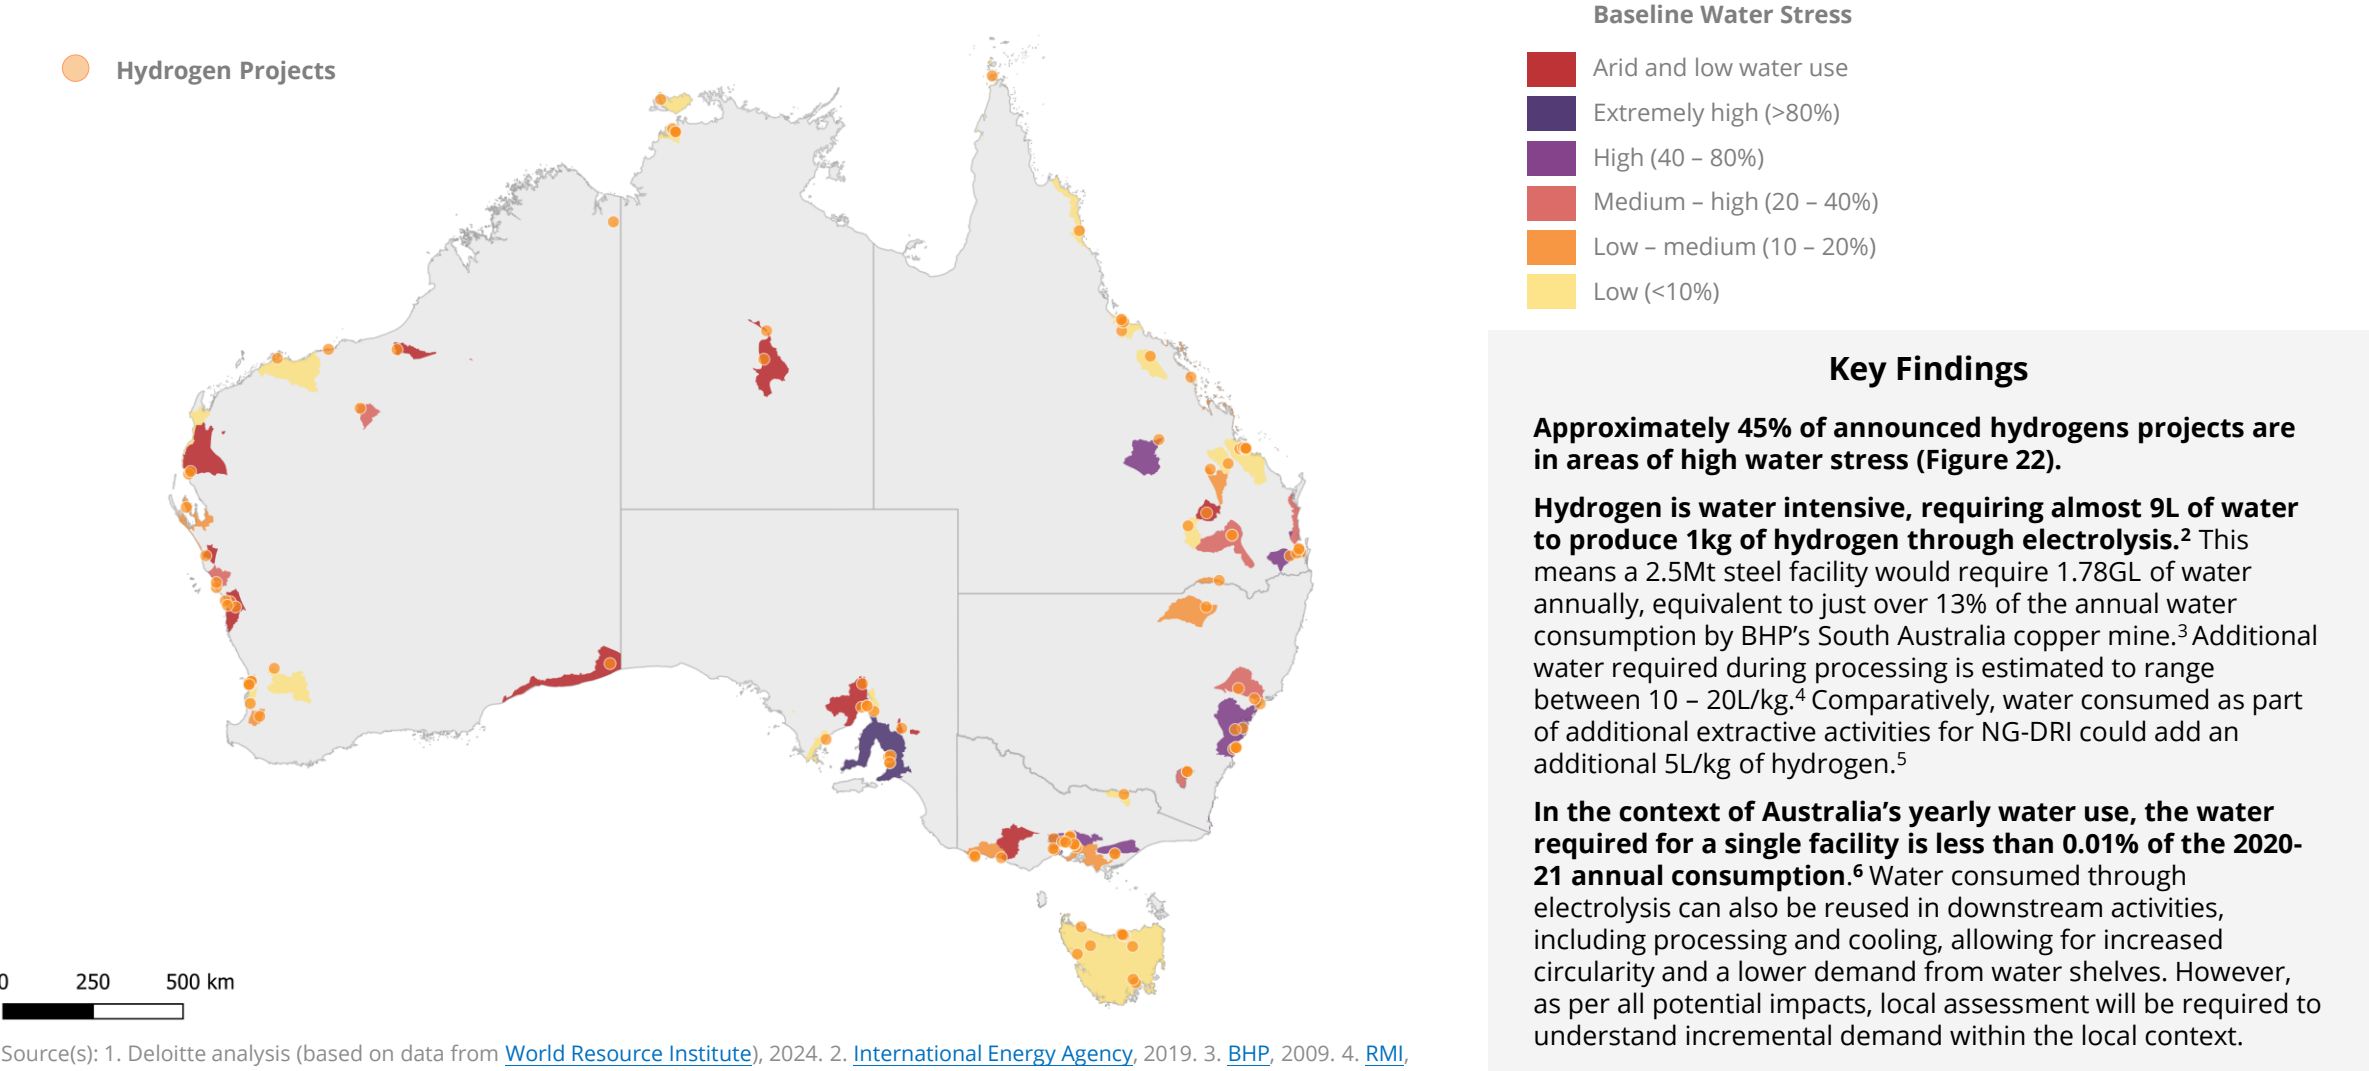 Hydrogen Projects
Baseline Water Stress
Arid and low water use
Extremely high (>80%)
High (40 – 80%)
Medium – high (20 – 40%)
Low – medium (10 – 20%)
Low (<10%)
Key Findings
Approximately 45% of announced hydrogens projects are
in areas of high water stress (Figure 22).
Hydrogen is water intensive, requiring almost 9L of water
to produce 1kg of hydrogen through electrolysis.² This
means a 2.5Mt steel facility would require 1.78GL of water
annually, equivalent to just over 13% of the annual water
consumption by BHP’s South Australia copper mine.³ Additional
water required during processing is estimated to range
between 10 – 20L/kg.⁴ Comparatively, water consumed as part
of additional extractive activities for NG-DRI could add an
additional 5L/kg of hydrogen.⁵
In the context of Australia’s yearly water use, the water
required for a single facility is less than 0.01% of the 2020-
21 annual consumption.⁶ Water consumed through
electrolysis can also be reused in downstream activities,
including processing and cooling, allowing for increased
circularity and a lower demand from water shelves. However,
as per all potential impacts, local assessment will be required to
understand incremental demand within the local context.
0 250 500 km
Source(s): 1. Deloitte analysis (based on data from World Resource Institute), 2024. 2. International Energy Agency, 2019. 3. BHP, 2009. 4. RMI,